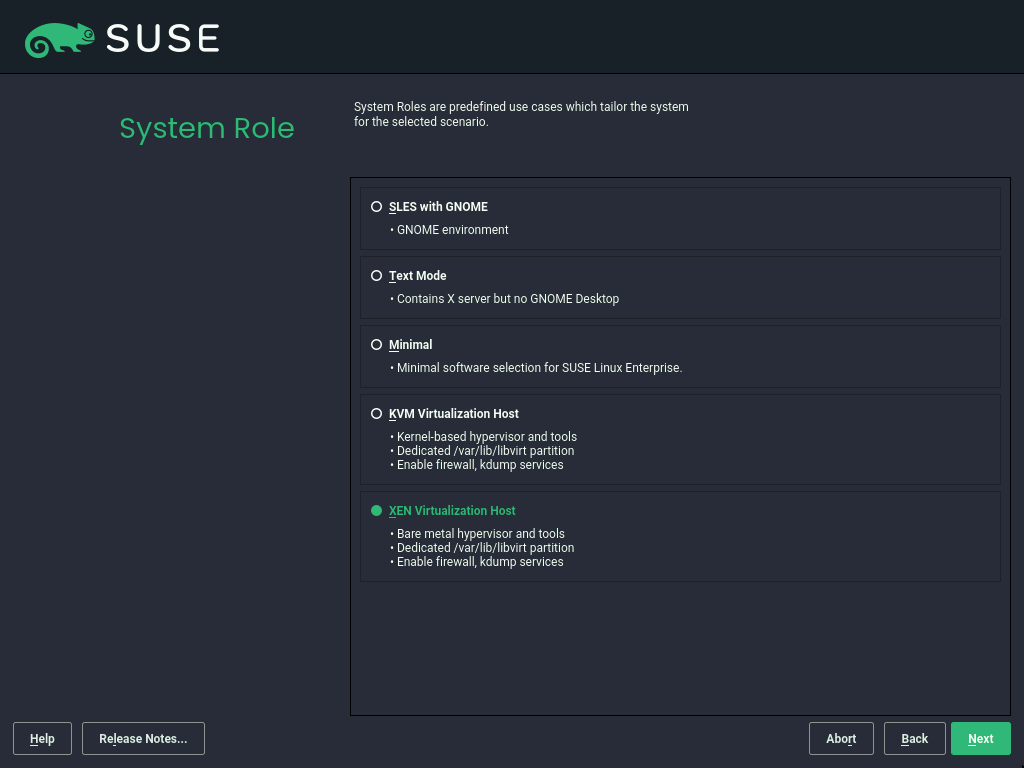 SUSE
System Role
System Roles are predefined use cases which tailor the system
for the selected scenario.
SLES with GNOME
• GNOME environment
Text Mode
• Contains X server but no GNOME Desktop
Minimal
• Minimal software selection for SUSE Linux Enterprise.
KVM Virtualization Host
• Kernel-based hypervisor and tools
• Dedicated /var/lib/libvirt partition
• Enable firewall, kdump services
XEN Virtualization Host
• Bare metal hypervisor and tools
• Dedicated /var/lib/libvirt partition
• Enable firewall, kdump services
Help
Release Notes...
Abort
Back
Next